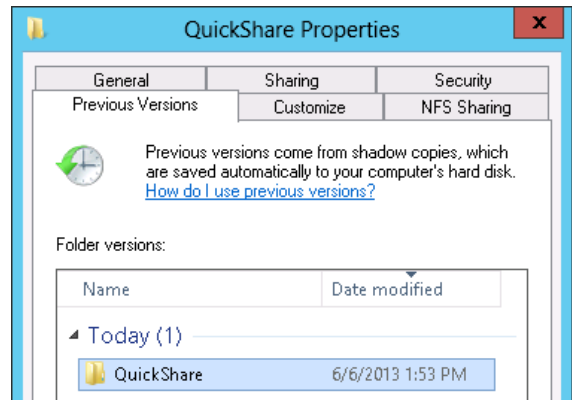 QuickShare Properties
x
General Sharing Security
Previous Versions Customize NFS Sharing
Previous versions come from shadow copies, which
are saved automatically to your computer's hard disk.
How do I use previous versions?
Folder versions:
Name Date modified
Today (1)
QuickShare 6/6/2013 1:53 PM